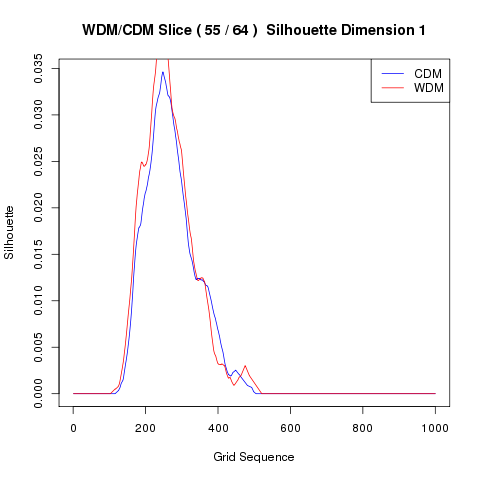 WDM/CDM Slice ( 55 / 64 )  Silhouette Dimension 1
CDM
WDM
Silhouette
0.035
0.030
0.025
0.020
0.015
0.010
0.005
0.000
0 200 400 600 800 1000
Grid Sequence